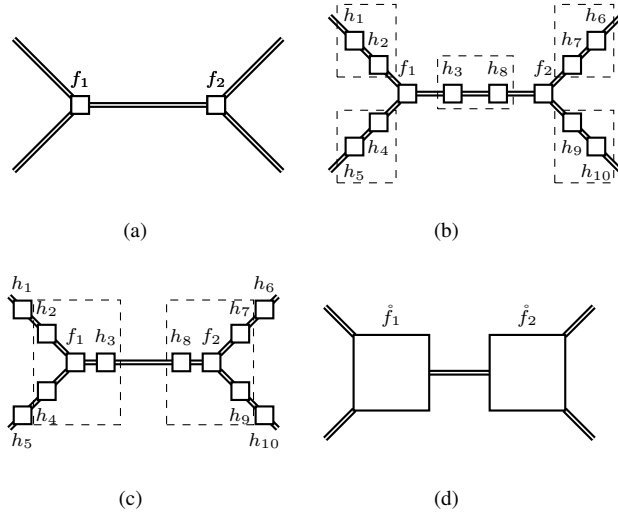 f₁ f₂
(a)
h₁ h₆
h₂ h₇
f₁ h₃ h₈ f₂
h₄ h₉
h₅ h₁₀
(b)
h₁ h₆
h₂ h₇
f₁ h₃ h₈ f₂
h₄ h₉
h₅ h₁₀
(c)
f̊₁ f̊₂
(d)